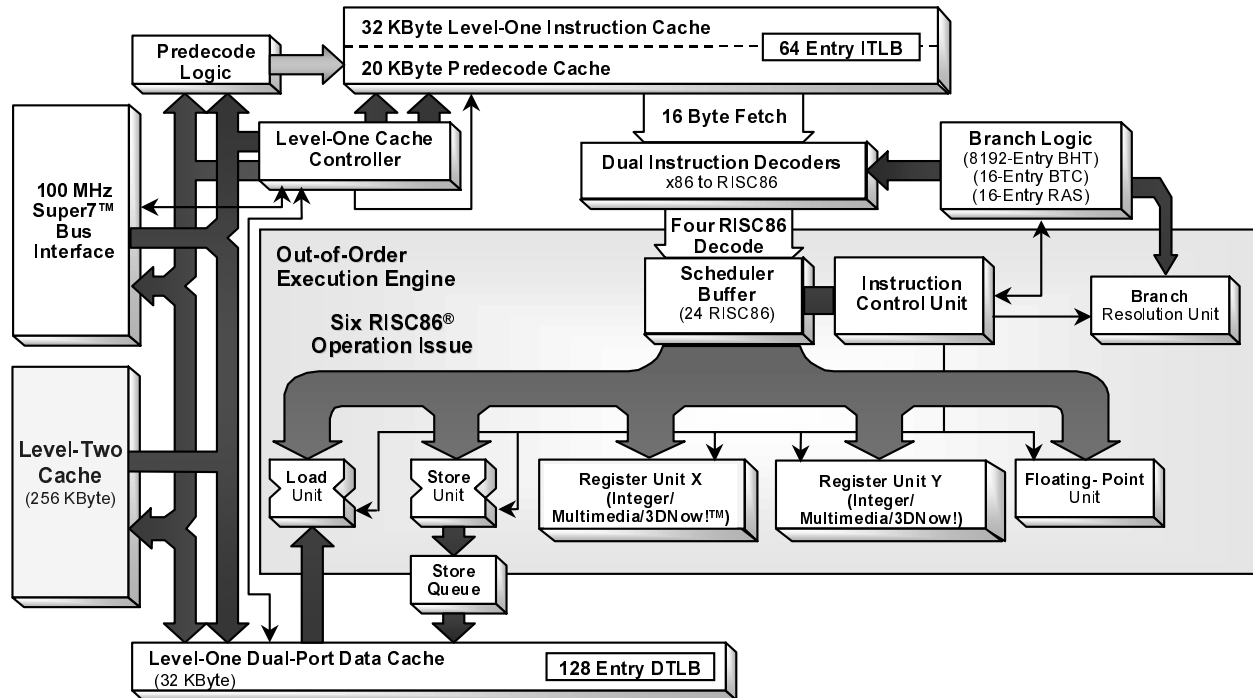 32 KByte Level-One Instruction Cache
64 Entry ITLB
20 KByte Predecode Cache
Predecode
Logic
Level-One Cache
Controller
16 Byte Fetch
Dual Instruction Decoders
x86 to RISC86
Branch Logic
(8192-Entry BHT)
(16-Entry BTC)
(16-Entry RAS)
100 MHz
Super7™
Bus
Interface
Four RISC86
Decode
Out-of-Order
Execution Engine
Scheduler
Buffer
(24 RISC86)
Instruction
Control Unit
Branch
Resolution Unit
Six RISC86®
Operation Issue
Level-Two
Cache
(256 KByte)
Load
Unit
Store
Unit
Register Unit X
(Integer/
Multimedia/3DNow!™)
Register Unit Y
(Integer/
Multimedia/3DNow!)
Floating- Point
Unit
Store
Queue
Level-One Dual-Port Data Cache
(32 KByte)
128 Entry DTLB